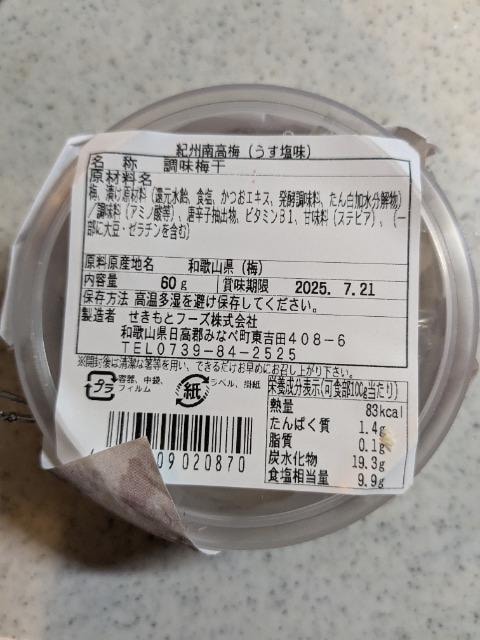 紀州南高梅(うす塩味)
名 称 調味梅干
原材料名
梅、漬け原材料(還元水飴、食塩、かつおエキス、発酵調味料、たん白加水分解物)
/調味料(アミノ酸等)、唐辛子抽出物、ビタミンB1、甘味料(ステビア)、(一
部に大豆・ゼラチンを含む)
原料原産地名 和歌山県(梅)
内容量 60g 賞味期限 2025. 7.21
保存方法 高温多湿を避け保存してください。
製造者 せきもとフーズ株式会社
和歌山県日高郡みなべ町東吉田408-6
TEL0739-84-2525
※開封後は清潔な箸等を用い、できるだけお早めにお召し上がり下さい。
プラ 容器、中袋、
フィルム
紙 ラベル、掛紙
栄養成分表示(可食部100g当たり)
熱量 83kcal
たんぱく質 1.4g
脂質 0.1g
炭水化物 19.3g
食塩相当量 9.9g
09020870